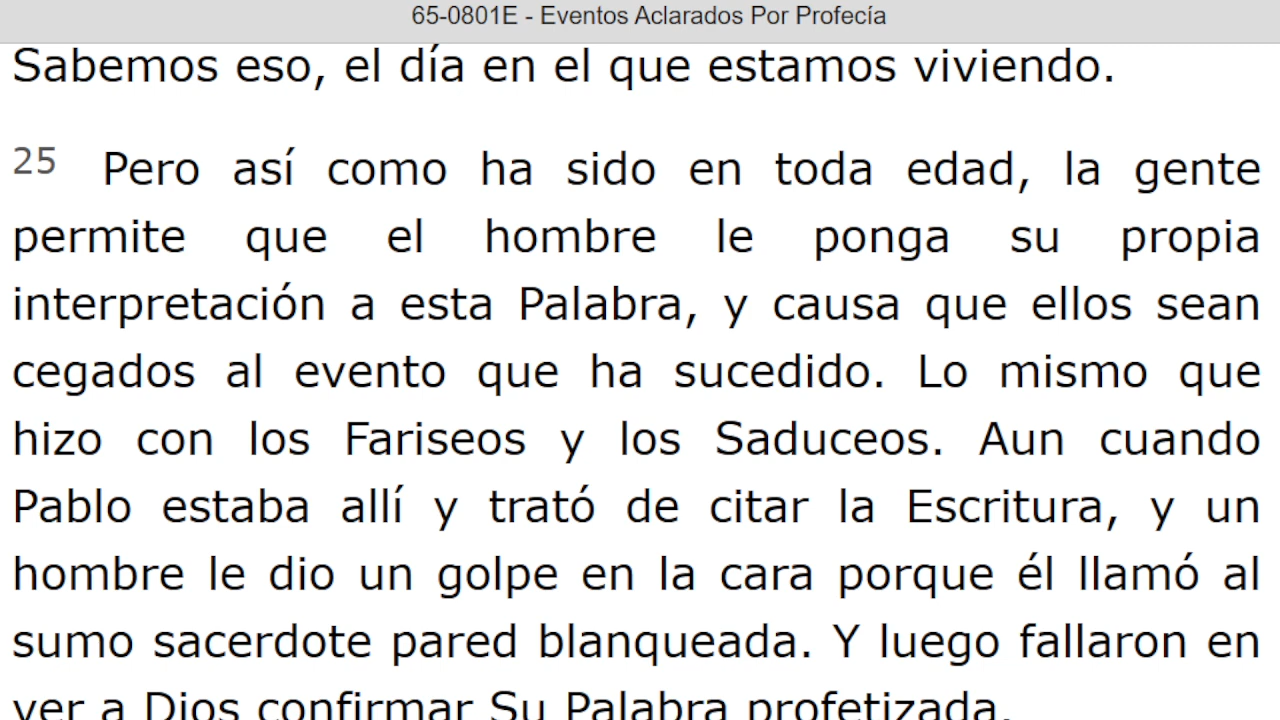 65-0801E - Eventos Aclarados Por Profecía
Sabemos eso, el día en el que estamos viviendo.
25 Pero así como ha sido en toda edad, la gente
permite que el hombre le ponga su propia
interpretación a esta Palabra, y causa que ellos sean
cegados al evento que ha sucedido. Lo mismo que
hizo con los Fariseos y los Saduceos. Aun cuando
Pablo estaba allí y trató de citar la Escritura, y un
hombre le dio un golpe en la cara porque él llamó al
sumo sacerdote pared blanqueada. Y luego fallaron en
ver a Dios confirmar Su Palabra profetizada.